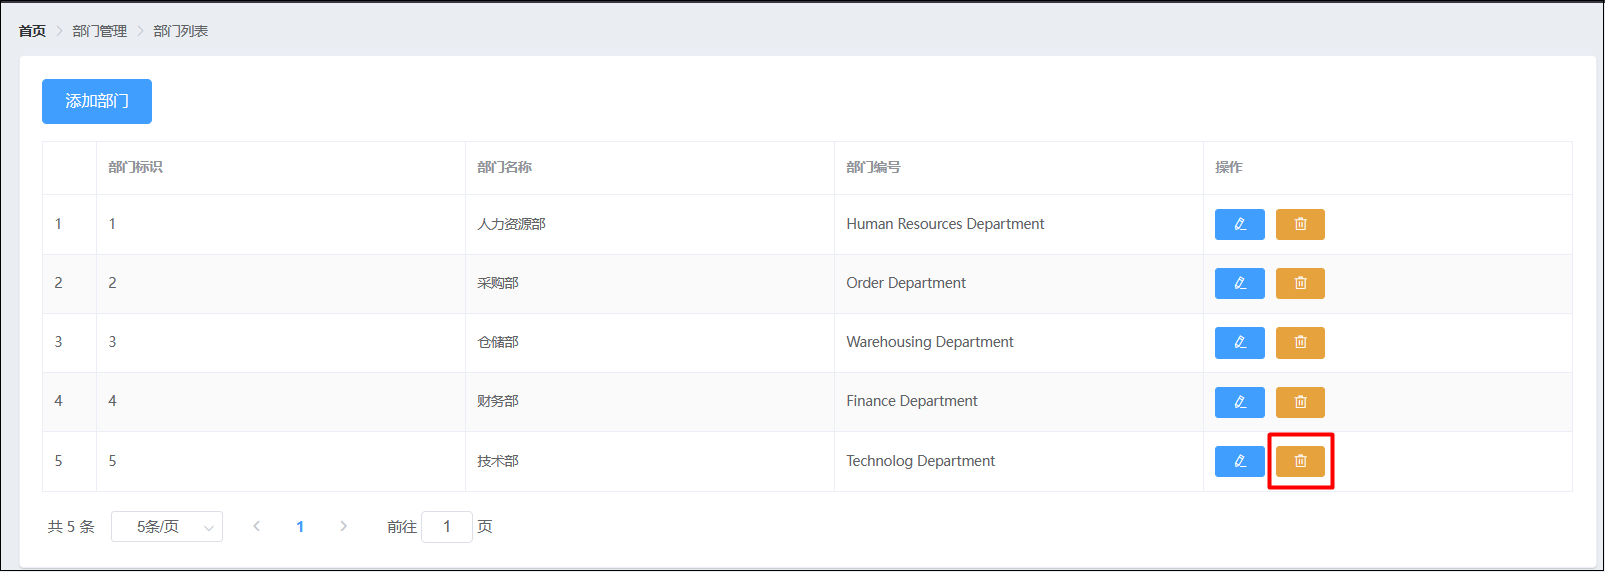 首页 > 部门管理 > 部门列表
添加部门
部门标识 部门名称 部门编号 操作
1 1 人力资源部 Human Resources Department
2 2 采购部 Order Department
3 3 仓储部 Warehousing Department
4 4 财务部 Finance Department
5 5 技术部 Technolog Department
共 5 条 5条/页 < 1 > 前往 1 页